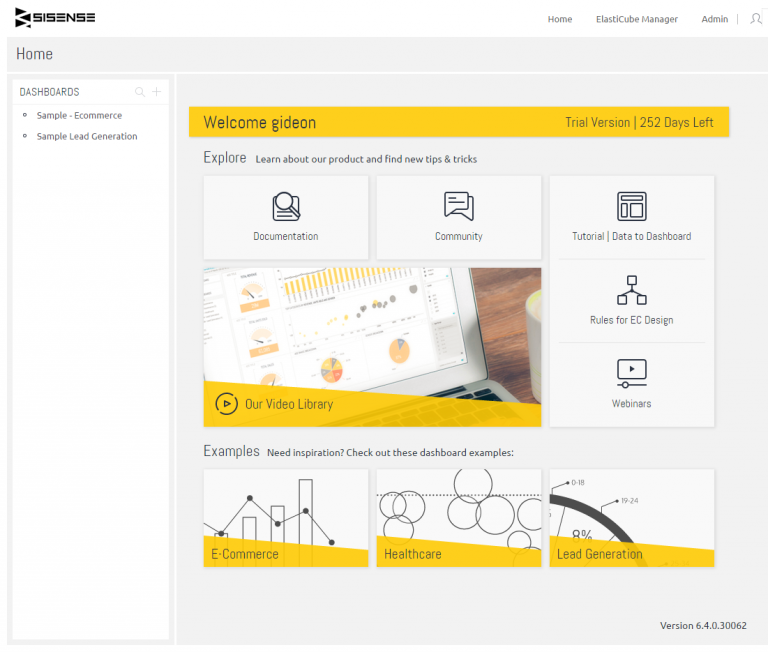 SISENSE
Home ElastiCube Manager Admin
Home
DASHBOARDS
Sample - Ecommerce
Sample Lead Generation
Welcome gideon Trial Version | 252 Days Left
Explore Learn about our product and find new tips & tricks
Documentation Community Tutorial | Data to Dashboard
Rules for EC Design
Our Video Library Webinars
Examples Need inspiration? Check out these dashboard examples:
0-18
19-24
8%
E-Commerce Healthcare Lead Generation
Version 6.4.0.30062